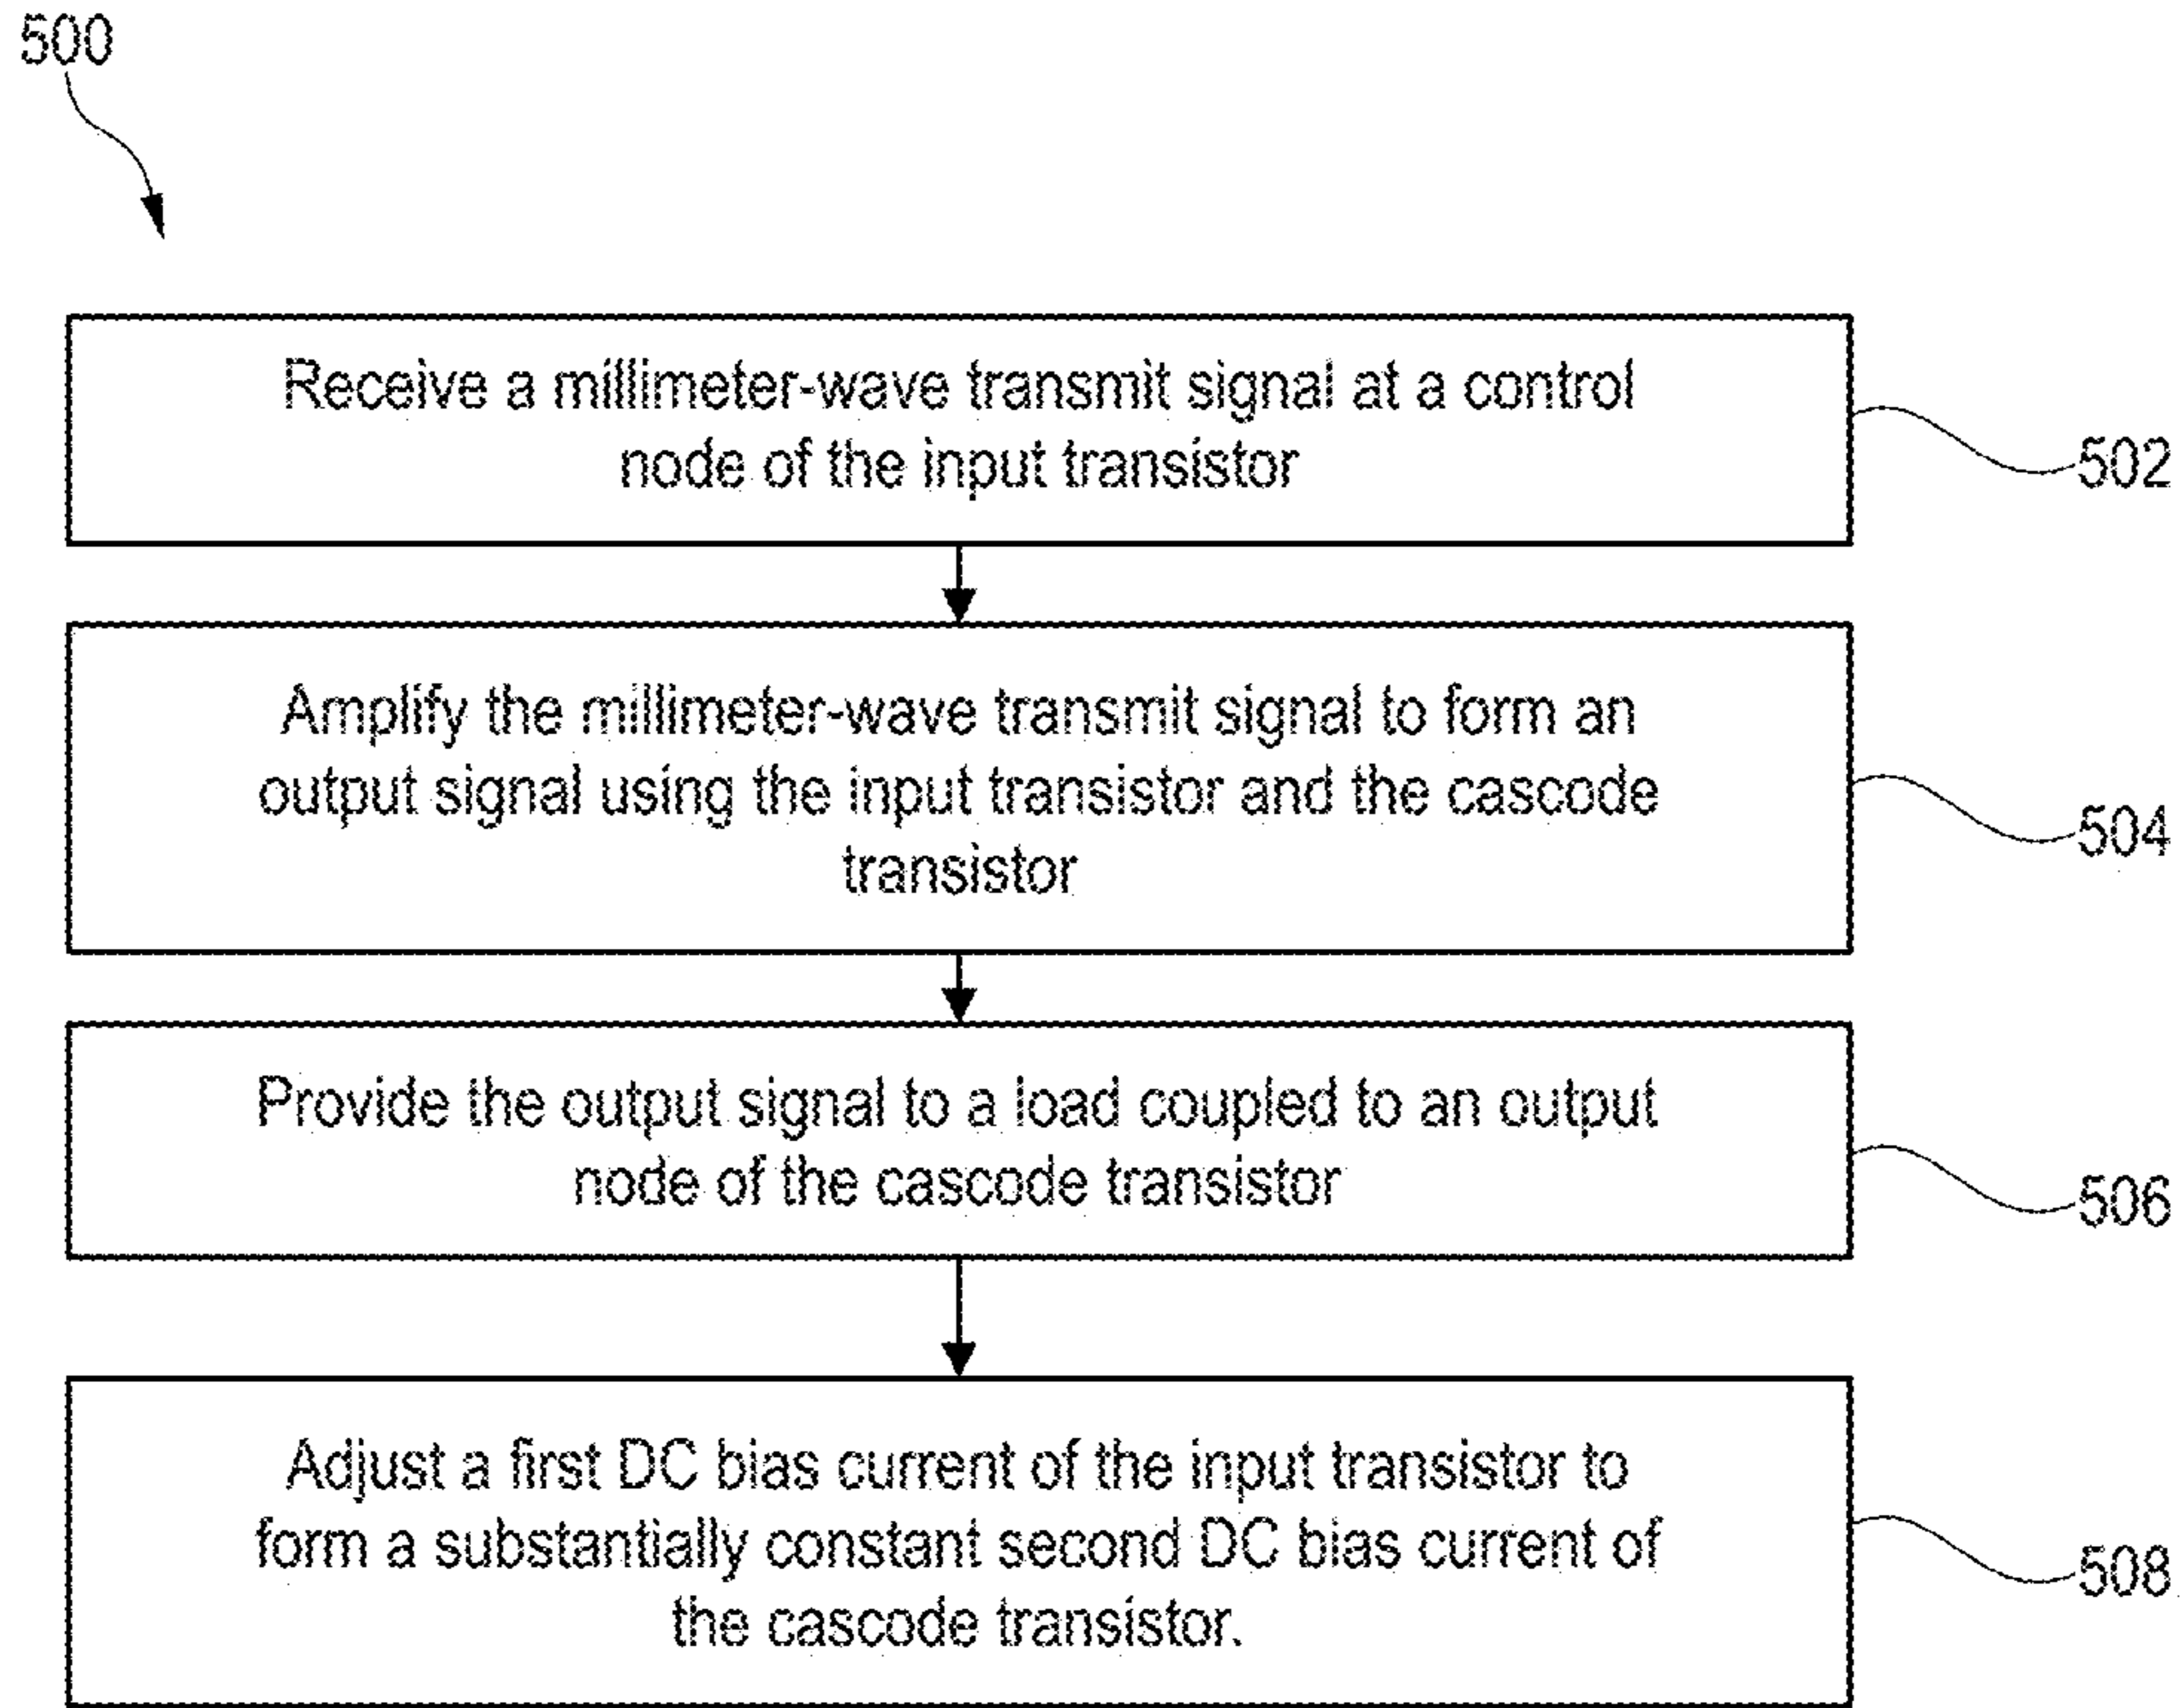 500
Receive a millimeter-wave transmit signal at a control
node of the input transistor
502
Amplify the millimeter-wave transmit signal to form an
output signal using the input transistor and the cascode
transistor
504
Provide the output signal to a load coupled to an output
node of the cascode transistor
506
Adjust a first DC bias current of the input transistor to
form a substantially constant second DC bias current of
the cascode transistor.
508